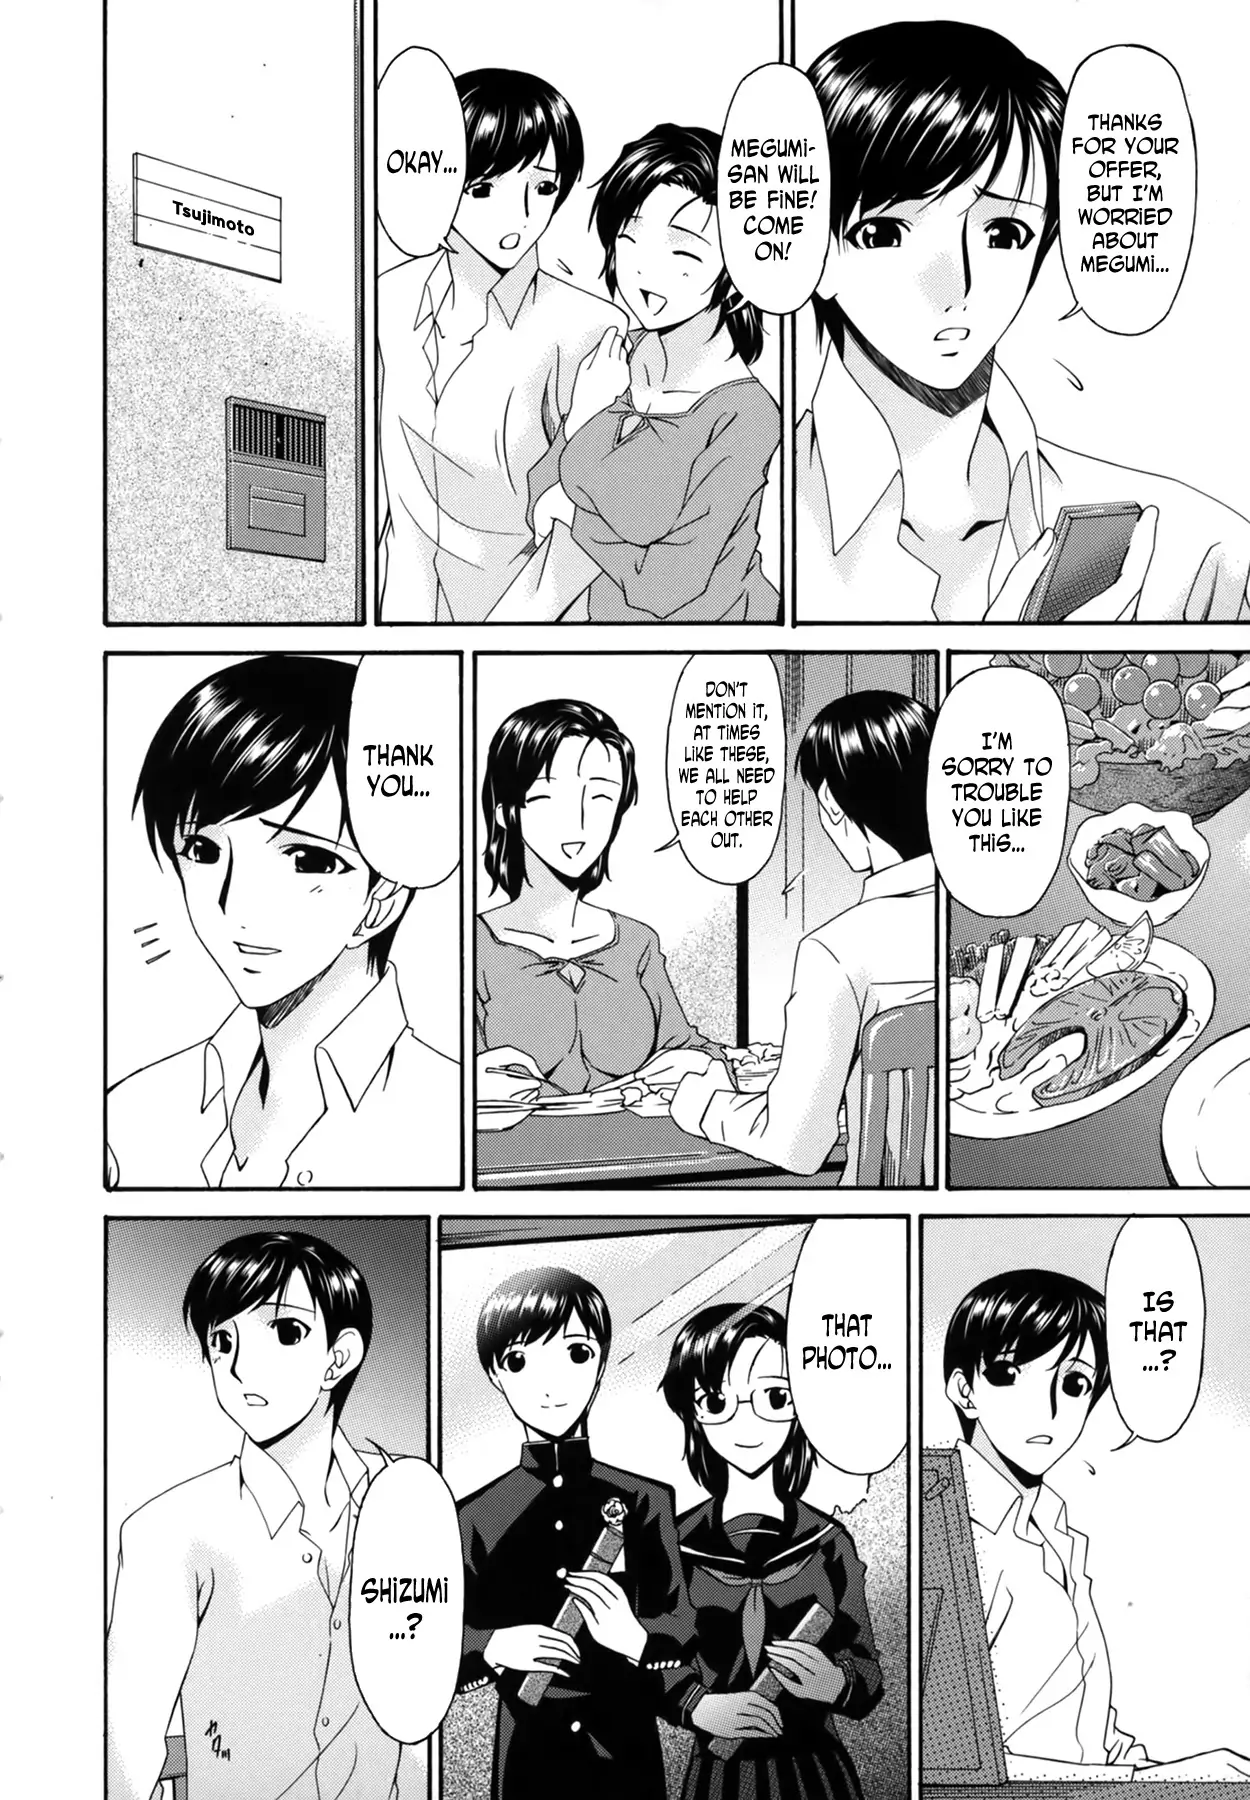 THANKS
FOR YOUR
OFFER,
BUT I'M
WORRIED
ABOUT
MEGUMI...
MEGUMI-
SAN WILL
BE FINE!
COME
ON!
OKAY...
Tsujimoto
I'M
SORRY TO
TROUBLE
YOU LIKE
THIS...
DON'T
MENTION IT,
AT TIMES
LIKE THESE,
WE ALL NEED
TO HELP
EACH OTHER
OUT.
THANK
YOU...
IS
THAT
...?
THAT
PHOTO...
SHIZUMI
...?
ガタ